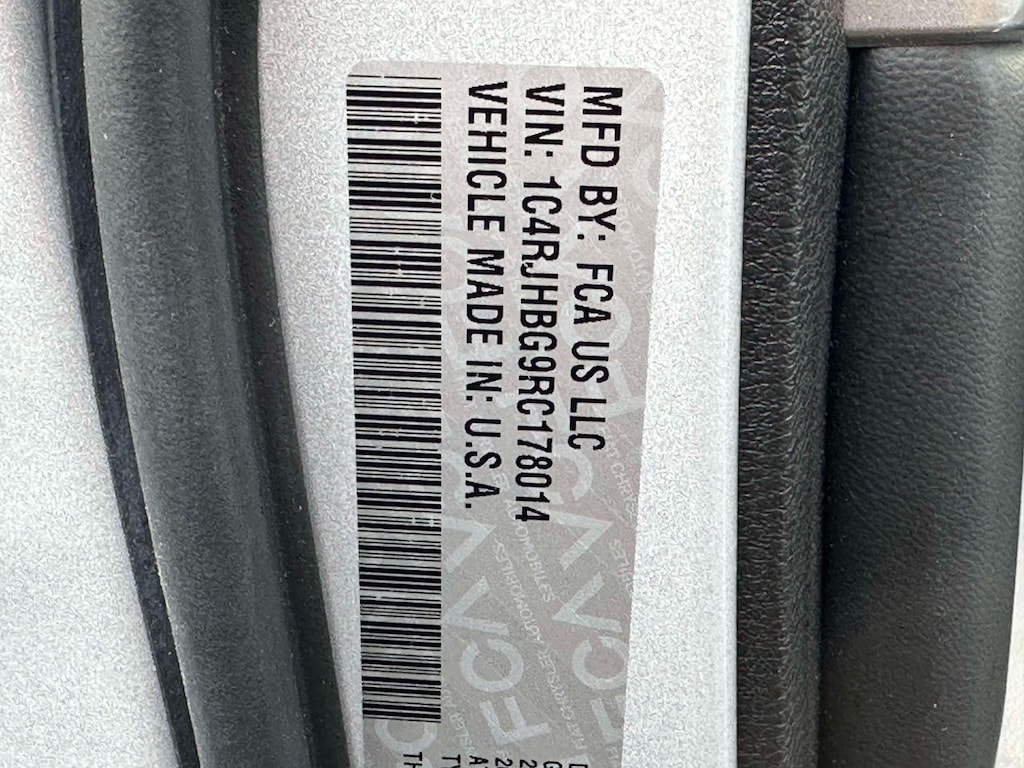 MFD BY: FCA US LLC
VIN: 1C4RJHBG9RC178014
VEHICLE MADE IN: U.S.A.